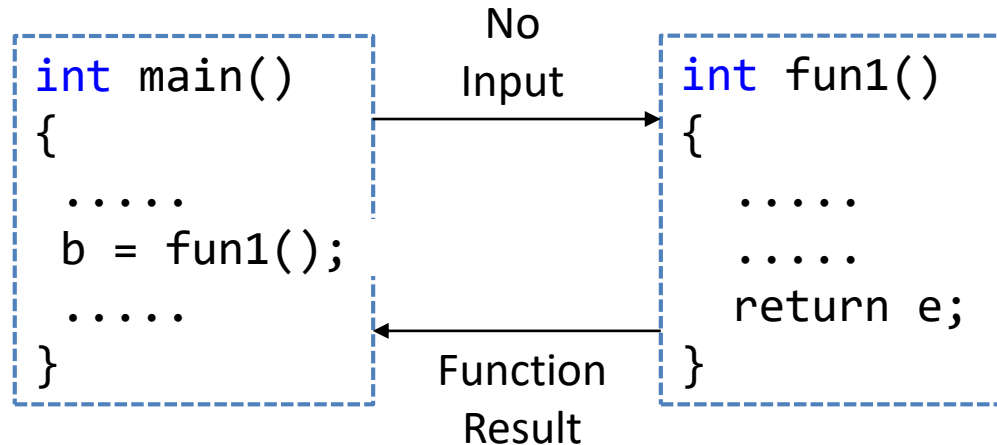 int main()
{
.....
b = fun1();
.....
}
No
Input
Function
Result
int fun1()
{
.....
.....
return e;
}